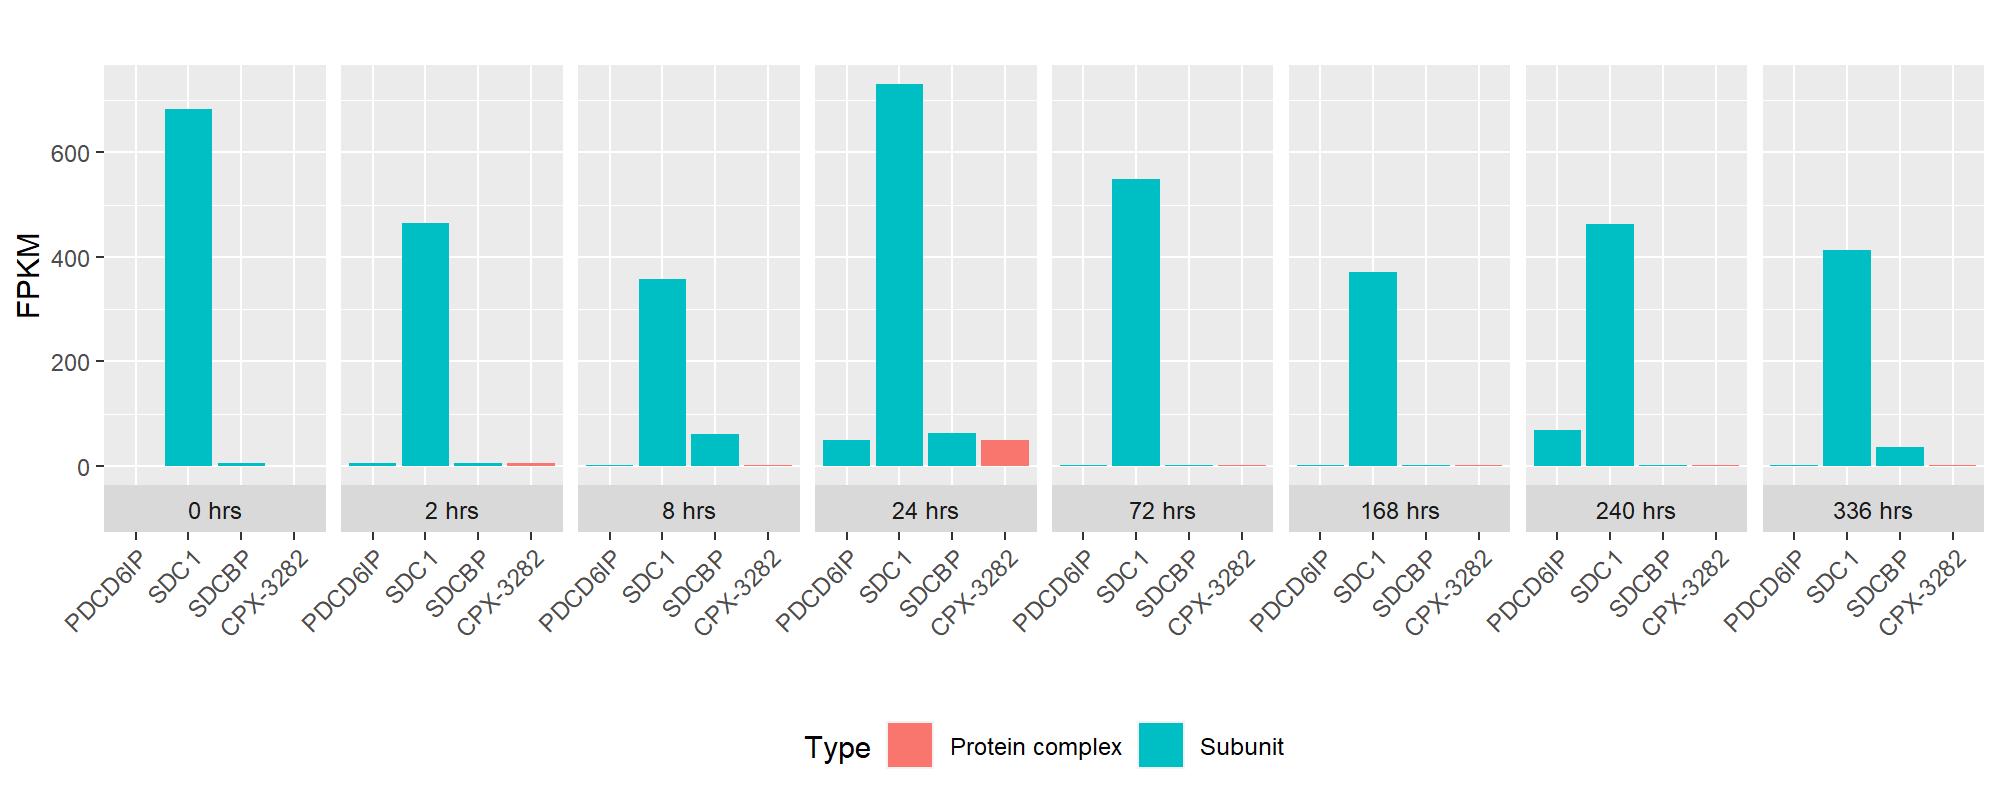 FPKM
600
400
200
0
0 hrs 2 hrs 8 hrs 24 hrs 72 hrs 168 hrs 240 hrs 336 hrs
PDCD6IP SDC1 SDCBP CPX-3282 PDCD6IP SDC1 SDCBP CPX-3282 PDCD6IP SDC1 SDCBP CPX-3282 PDCD6IP SDC1 SDCBP CPX-3282 PDCD6IP SDC1 SDCBP CPX-3282 PDCD6IP SDC1 SDCBP CPX-3282 PDCD6IP SDC1 SDCBP CPX-3282 PDCD6IP SDC1 SDCBP CPX-3282
Type Protein complex Subunit